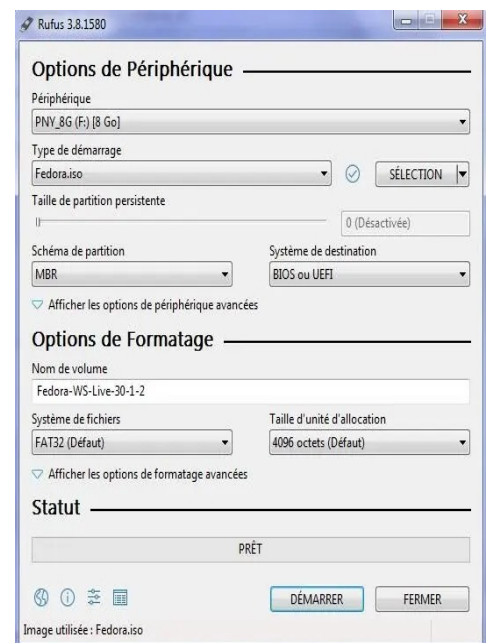 Rufus 3.8.1580
Options de Périphérique
Périphérique
PNY_8G (F:) [8 Go]
Type de démarrage
Fedora.iso
SÉLECTION
Taille de partition persistente
0 (Désactivée)
Schéma de partition
Système de destination
MBR
BIOS ou UEFI
Afficher les options de périphérique avancées
Options de Formatage
Nom de volume
Fedora-WS-Live-30-1-2
Système de fichiers
Taille d'unité d'allocation
FAT32 (Défaut)
4096 octets (Défaut)
Afficher les options de formatage avancées
Statut
PRÊT
DÉMARRER
FERMER
Image utilisée : Fedora.iso